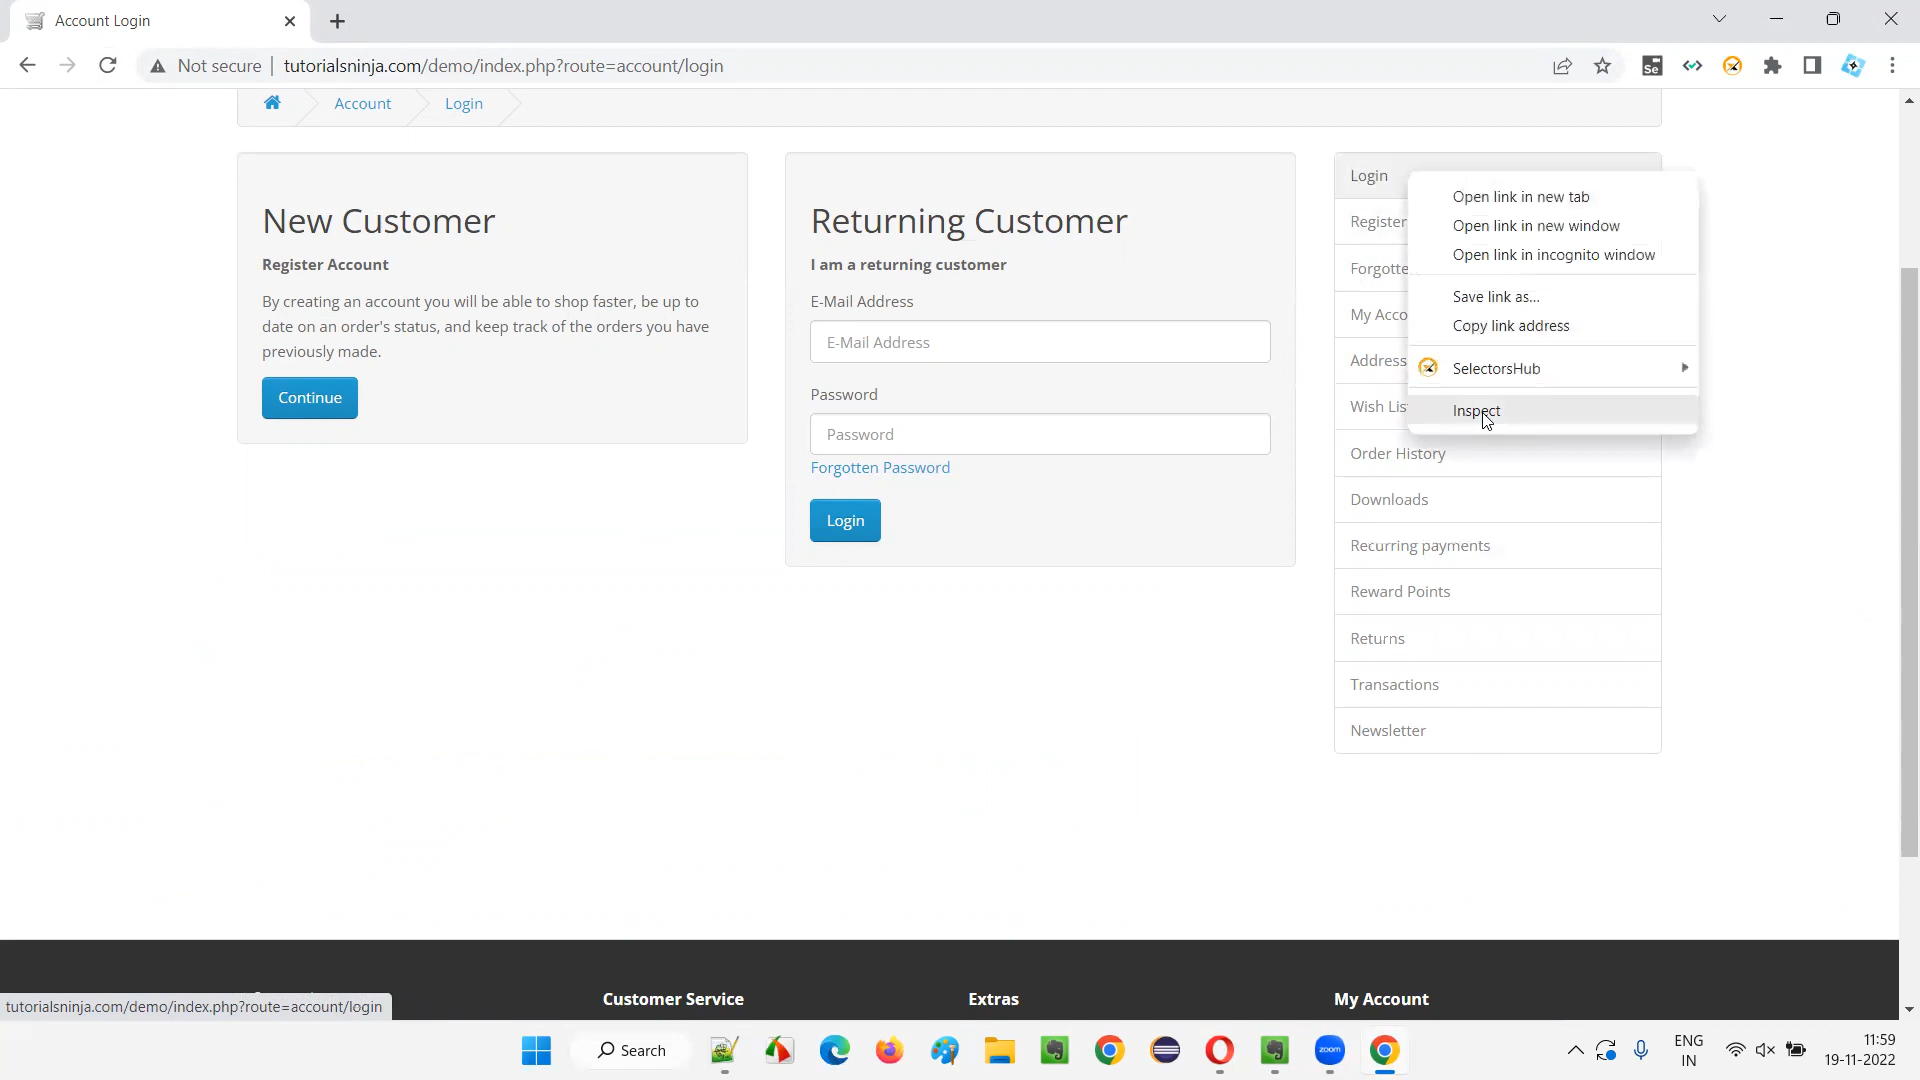 Account Login
Not secure
tutorialsninja.com/demo/index.php?route=account/login
Se
Account
Login
New Customer
Register Account
By creating an account you will be able to shop faster, be up to
date on an order's status, and keep track of the orders you have
previously made.
Continue
Returning Customer
I am a returning customer
E-Mail Address
E-Mail Address
Password
Password
Forgotten Password
Login
Login
Register
Forgotte
My Acco
Address
Wish Lis
Order History
Downloads
Recurring payments
Reward Points
Returns
Transactions
Newsletter
Open link in new tab
Open link in new window
Open link in incognito window
Save link as...
Copy link address
SelectorsHub
Inspect
Customer Service
Extras
My Account
tutorialsninja.com/demo/index.php?route=account/login
Search
zoom
ENG
IN
11:59
19-11-2022